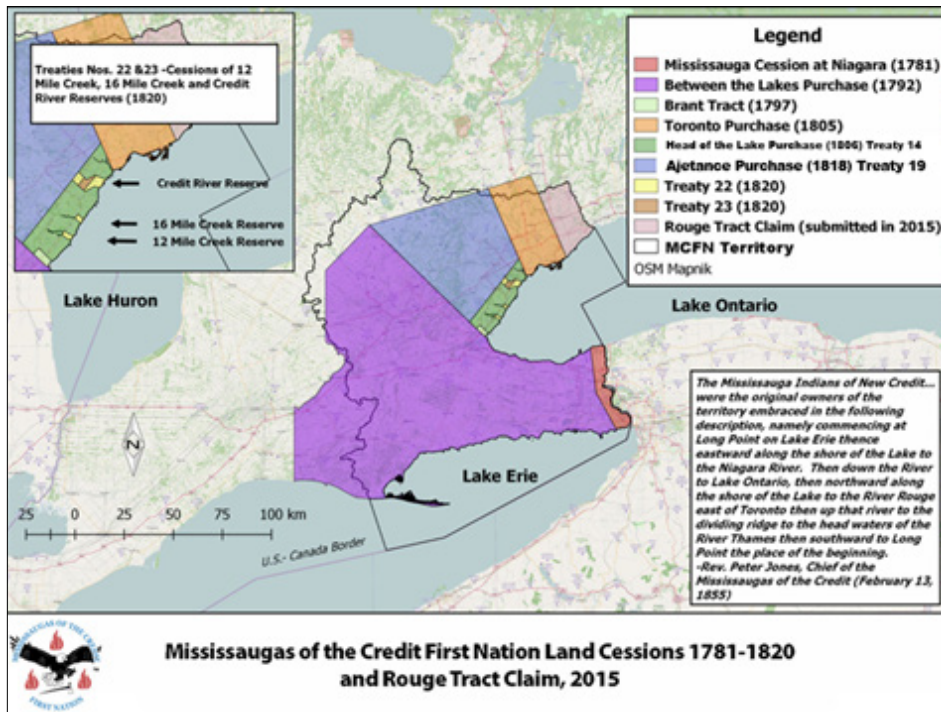 Treaties Nos. 22 &23 -Cessions of 12
Mile Creek, 16 Mile Creek and Credit
River Reserves (1820)
Credit River Reserve
16 Mile Creek Reserve
12 Mile Creek Reserve
Legend
Mississauga Cession at Niagara (1781)
Between the Lakes Purchase (1792)
Brant Tract (1797)
Toronto Purchase (1805)
Head of the Lake Purchase (1806) Treaty 14
Ajetance Purchase (1818) Treaty 19
Treaty 22 (1820)
Treaty 23 (1820)
Rouge Tract Claim (submitted in 2015)
MCFN Territory
OSM Mapnik
Lake Huron
Lake Ontario
Lake Erie
N
25 0 25 50 75 100 km
U.S.- Canada Border
The Mississauga Indians of New Credit...
were the original owners of the
territory embraced in the following
description, namely commencing at
Long Point on Lake Erie thence
eastward along the shore of the Lake to
the Niagara River. Then down the River
to Lake Ontario, then northward along
the shore of the Lake to the River Rouge
east of Toronto then up that river to the
dividing ridge to the head waters of the
River Thames then southward to Long
Point the place of the beginning.
-Rev. Peter Jones, Chief of the
Mississaugas of the Credit (February 13,
1855)
MISSISSAUGAS OF THE CREDIT
FIRST NATION
Mississaugas of the Credit First Nation Land Cessions 1781-1820
and Rouge Tract Claim, 2015